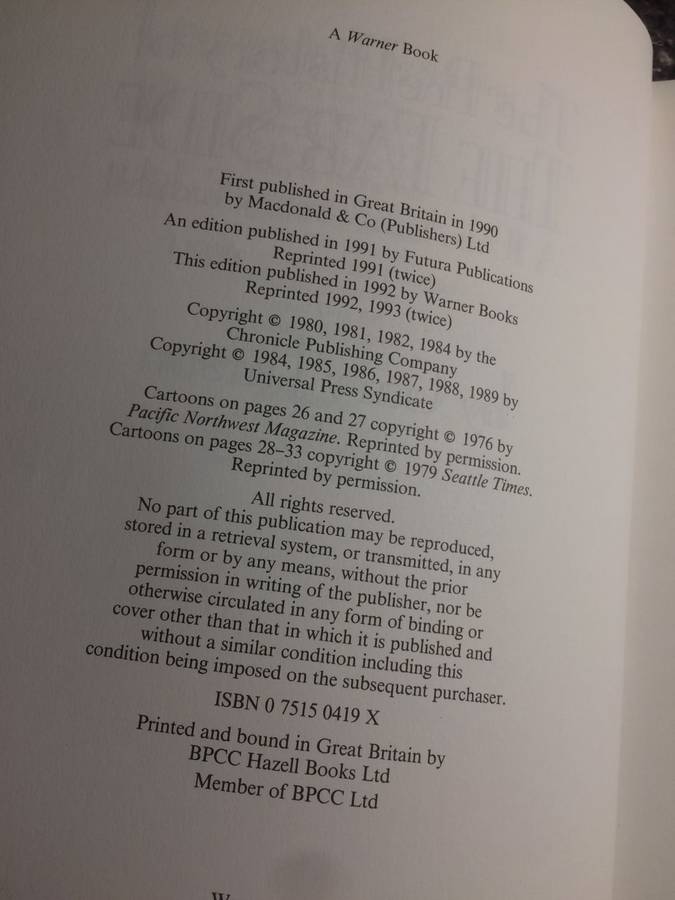 A Warner Book
First published in Great Britain in 1990
by Macdonald & Co (Publishers) Ltd
An edition published in 1991 by Futura Publications
Reprinted 1991 (twice)
This edition published in 1992 by Warner Books
Reprinted 1992, 1993 (twice)
Copyright © 1980, 1981, 1982, 1984 by the
Chronicle Publishing Company
Copyright © 1984, 1985, 1986, 1987, 1988, 1989 by
Universal Press Syndicate
Cartoons on pages 26 and 27 copyright © 1976 by
Pacific Northwest Magazine. Reprinted by permission.
Cartoons on pages 28–33 copyright © 1979 Seattle Times.
Reprinted by permission.
All rights reserved.
No part of this publication may be reproduced,
stored in a retrieval system, or transmitted, in any
form or by any means, without the prior
permission in writing of the publisher, nor be
otherwise circulated in any form of binding or
cover other than that in which it is published and
without a similar condition including this
condition being imposed on the subsequent purchaser.
ISBN 0 7515 0419 X
Printed and bound in Great Britain by
BPCC Hazell Books Ltd
Member of BPCC Ltd